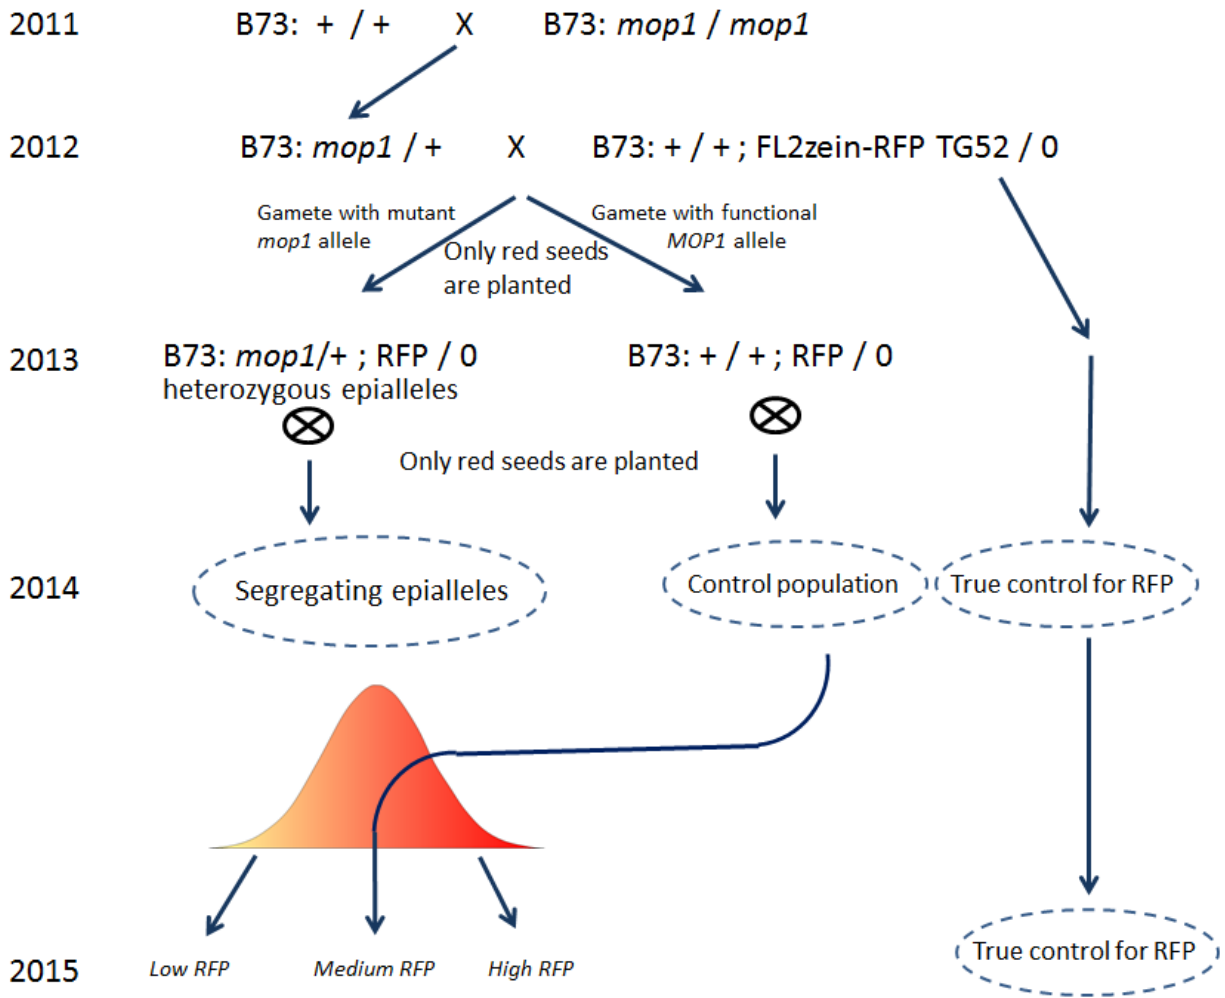 2011 B73: + / + X B73: mop1 / mop1
2012 B73: mop1 / + X B73: + / + ; FL2zein-RFP TG52 / 0
Gamete with mutant
mop1 allele
Gamete with functional
MOP1 allele
Only red seeds
are planted
2013 B73: mop1/+ ; RFP / 0 B73: + / + ; RFP / 0
heterozygous epialleles
Only red seeds are planted
2014 Segregating epialleles Control population True control for RFP
True control for RFP
2015 Low RFP Medium RFP High RFP